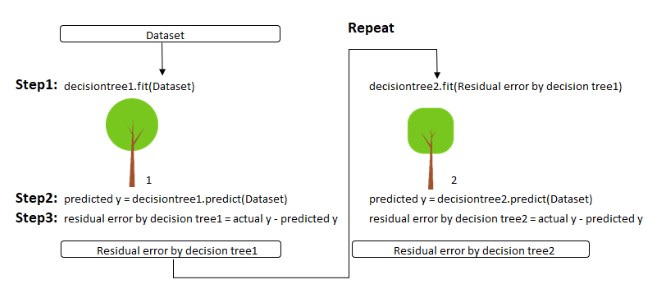 Dataset
Step1: decisiontree1.fit(Dataset)
1
Step2: predicted y = decisiontree1.predict(Dataset)
Step3: residual error by decision tree1 = actual y - predicted y
Residual error by decision tree1
Repeat
decisiontree2.fit(Residual error by decision tree1)
2
predicted y = decisiontree2.predict(Dataset)
residual error by decision tree2 = actual y - predicted y
Residual error by decision tree2